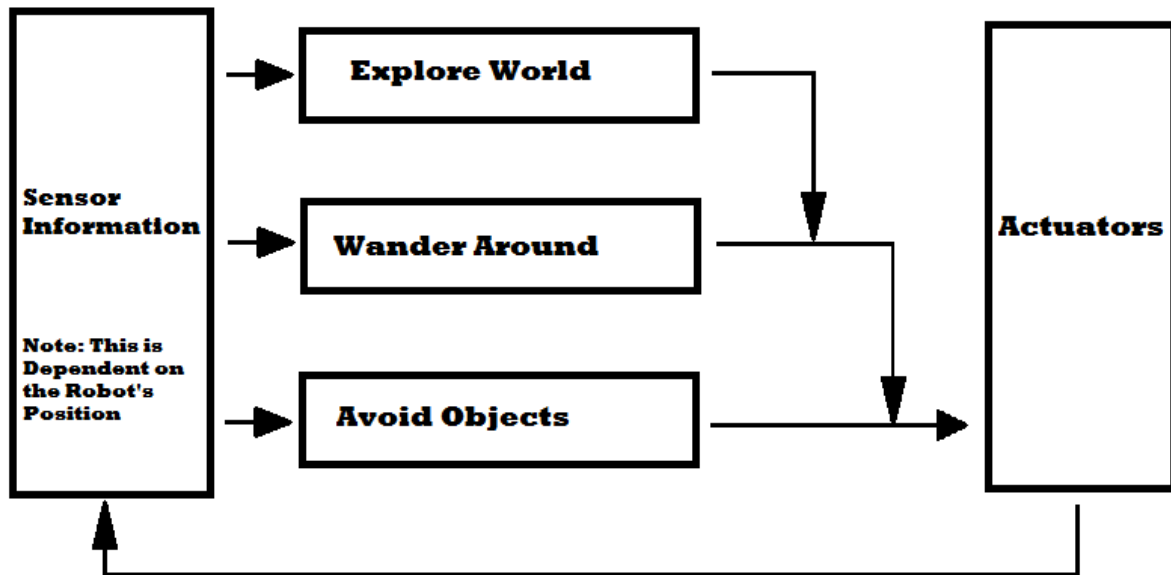 Explore World
Sensor
Information
Wander Around
Actuators
Note: This is
Dependent on
the Robot's
Position
Avoid Objects